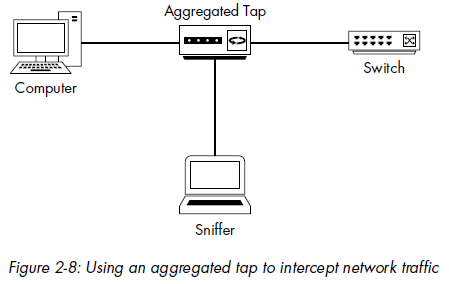 Aggregated Tap
Computer
Switch
Sniffer
Figure 2-8: Using an aggregated tap to intercept network traffic